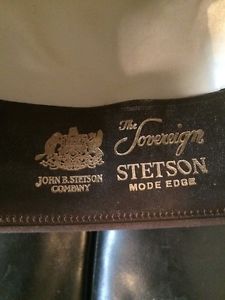 JOHN B. STETSON
COMPANY
The
Sovereign
STETSON
MODE EDGE